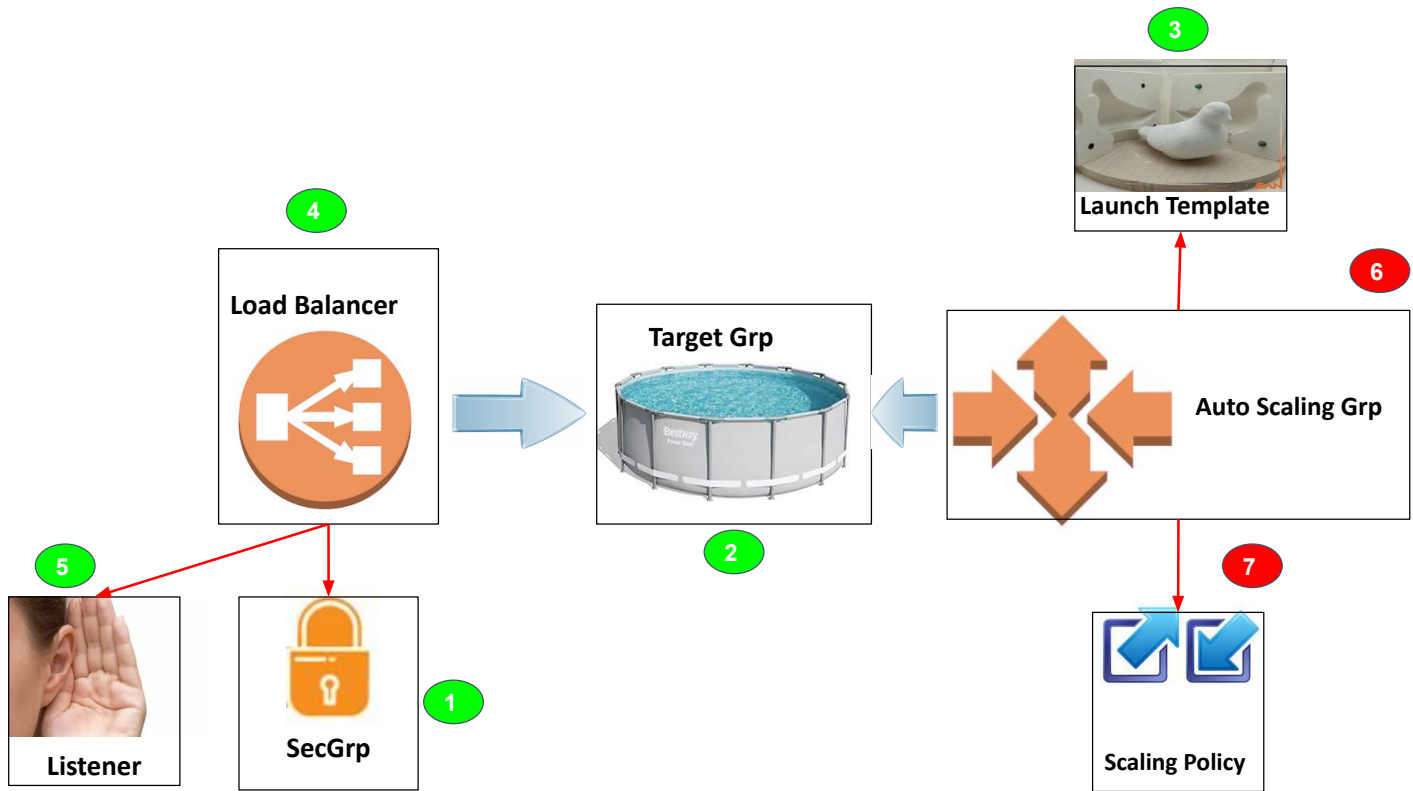 3
Launch Template
4
6
Load Balancer
Target Grp
Auto Scaling Grp
Bestway
5
2
7
1
SecGrp
Listener
Scaling Policy